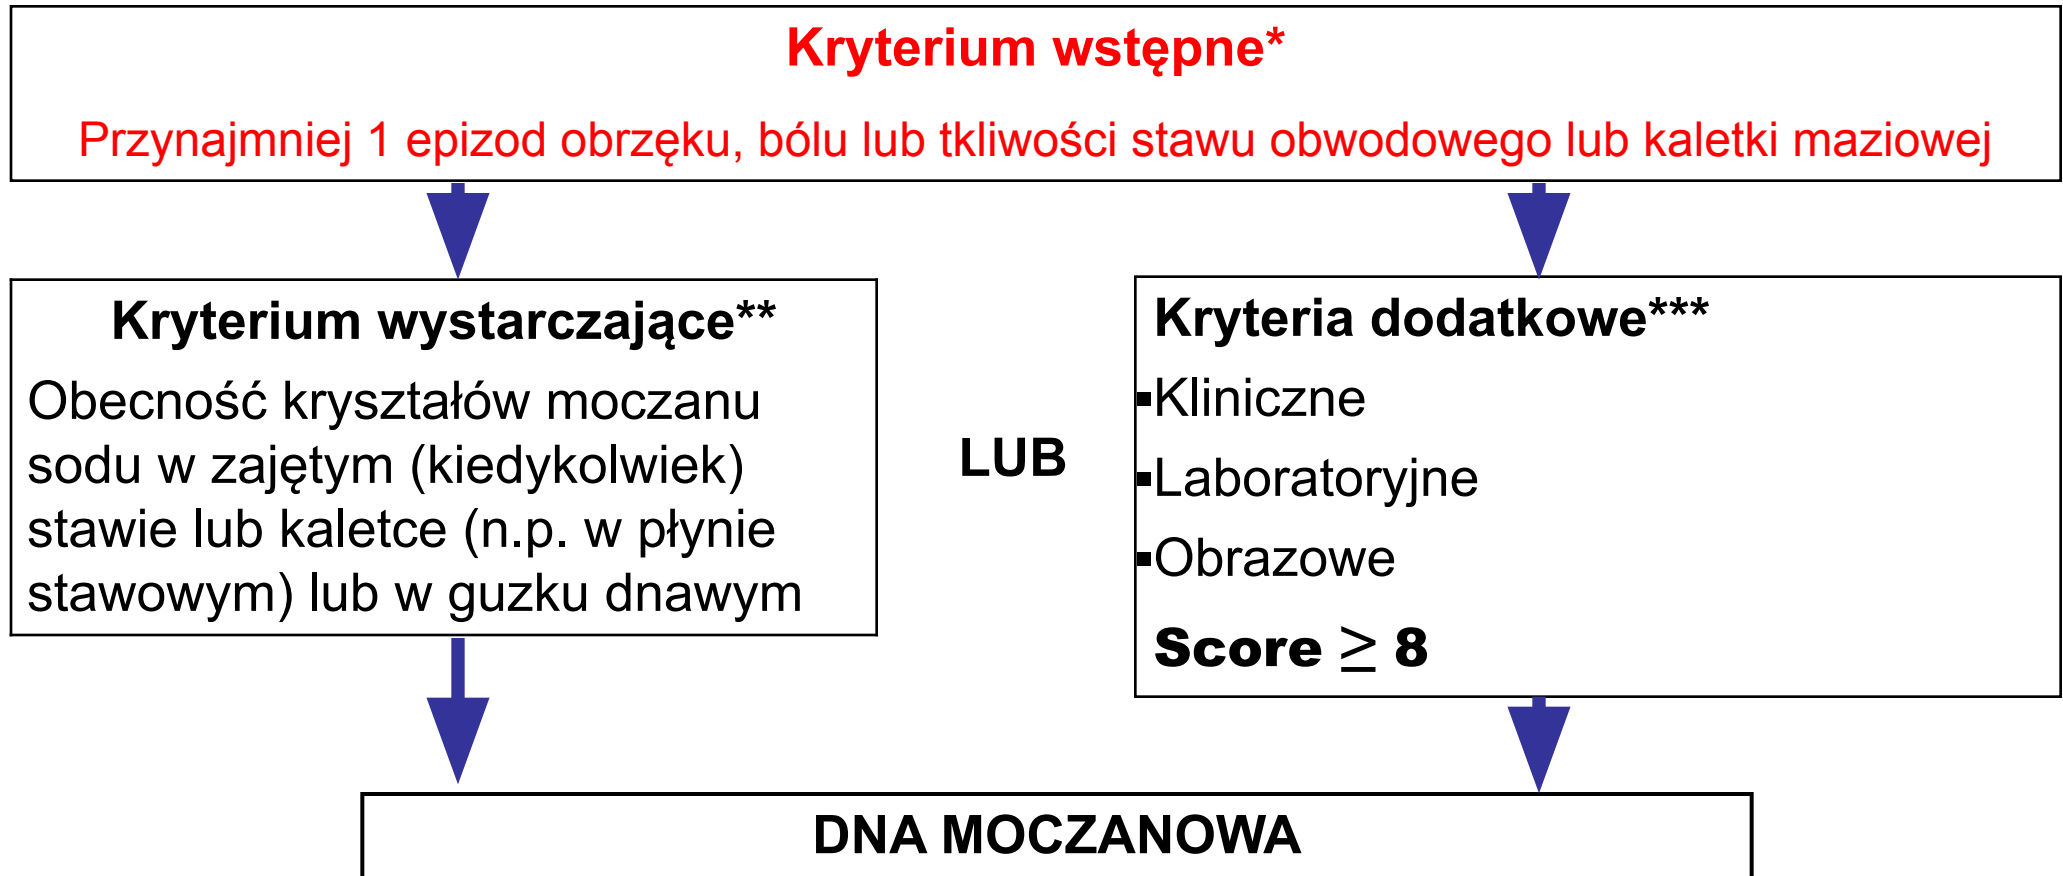 Kryterium wstępne*
Przynajmniej 1 epizod obrzęku, bólu lub tkliwości stawu obwodowego lub kaletki maziowej
Kryterium wystarczające**
Obecność kryształów moczanu
sodu w zajętym (kiedykolwiek)
stawie lub kaletce (n.p. w płynie
stawowym) lub w guzku dnawym
LUB
Kryteria dodatkowe***
▪Kliniczne
▪Laboratoryjne
▪Obrazowe
Score ≥ 8
DNA MOCZANOWA